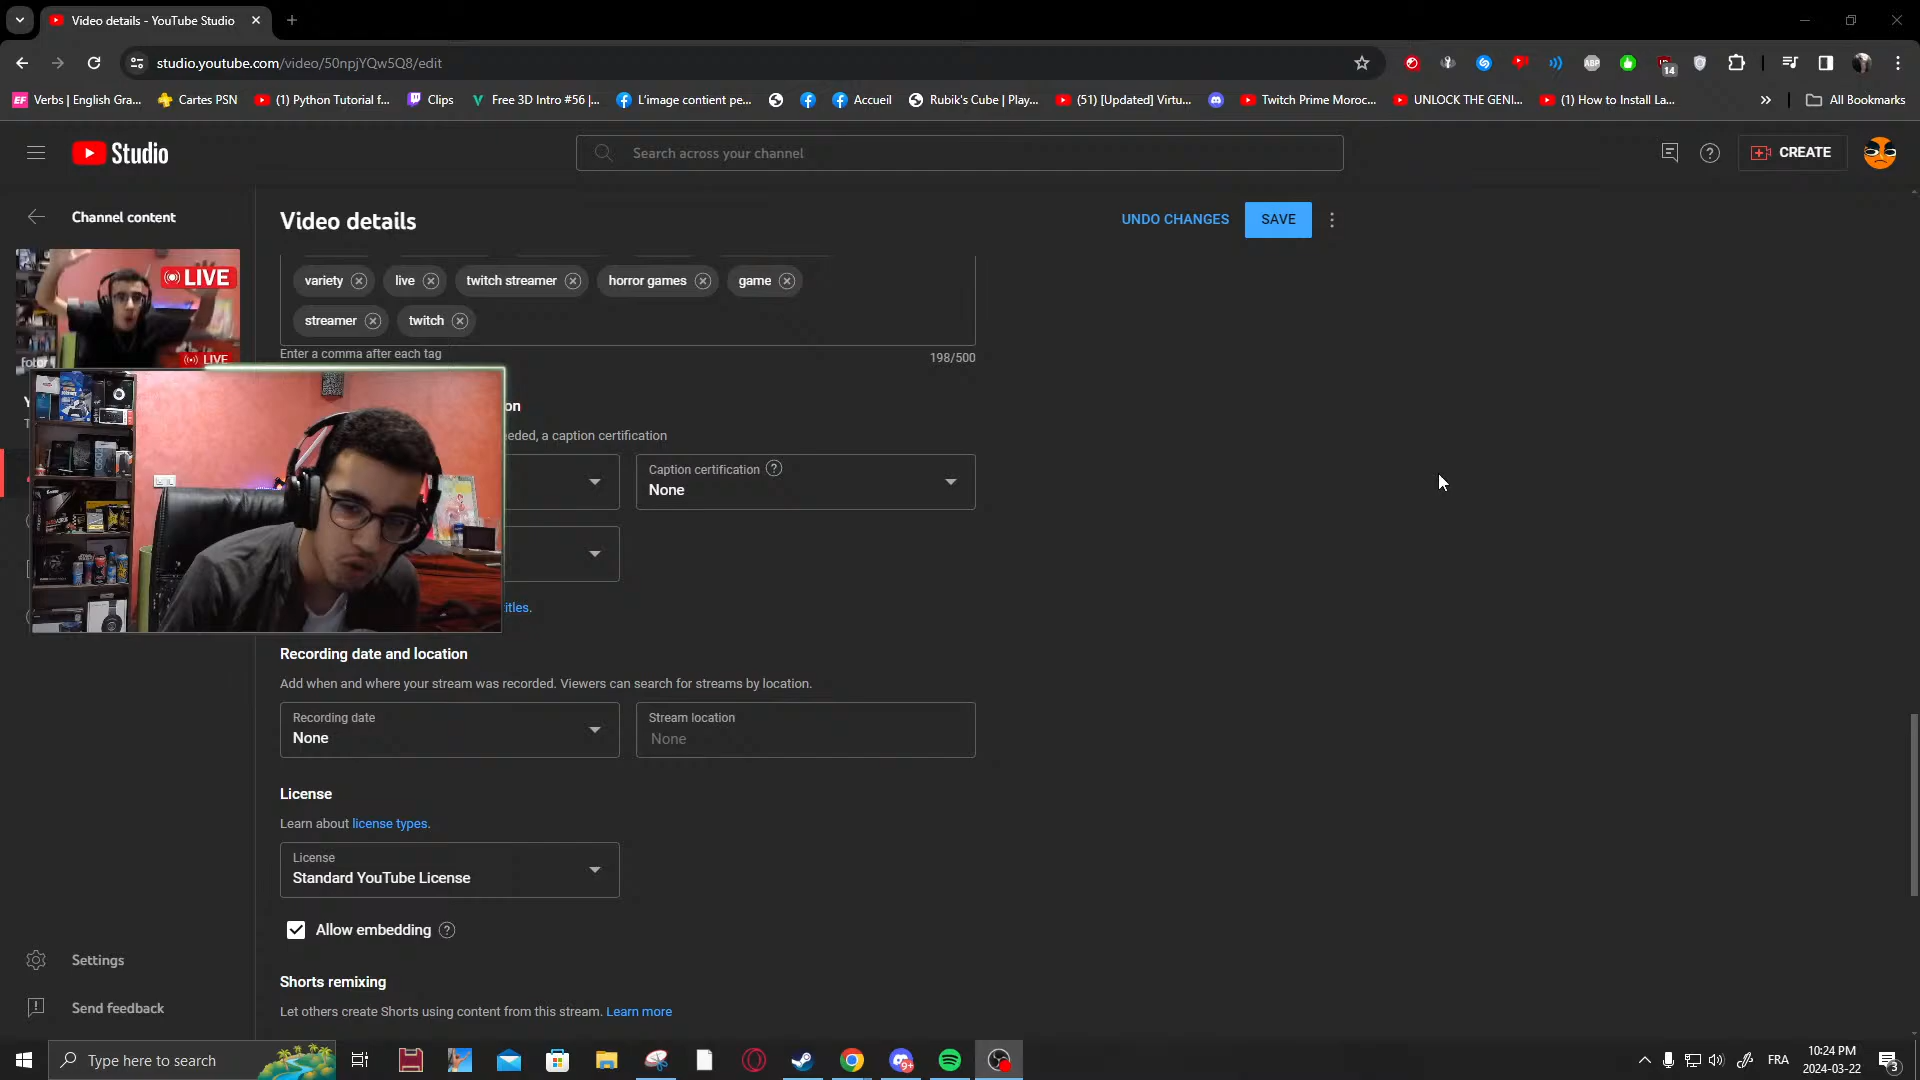 Video details - YouTube Studio
studio.youtube.com/video/50npjYQw5Q8/edit
14
EF Verbs | English Gra...
Cartes PSN
(1) Python Tutorial f...
Clips
Free 3D Intro #56 |...
L'image contient pe...
Accueil
Rubik's Cube | Play...
(51) [Updated] Virtu...
Twitch Prime Moroc...
UNLOCK THE GENI...
(1) How to Install La...
All Bookmarks
Studio
Search across your channel
CREATE
Channel content
Video details
UNDO CHANGES
SAVE
LIVE
LIVE
variety
live
twitch streamer
horror games
game
streamer
twitch
Enter a comma after each tag
198/500
on
eeded, a caption certification
Caption certification
None
itles.
Recording date and location
Add when and where your stream was recorded. Viewers can search for streams by location.
Recording date
None
Stream location
None
License
Learn about license types.
License
Standard YouTube License
Allow embedding
Settings
Shorts remixing
Send feedback
Let others create Shorts using content from this stream. Learn more
Type here to search
9+
FRA
10:24 PM
2024-03-22
3